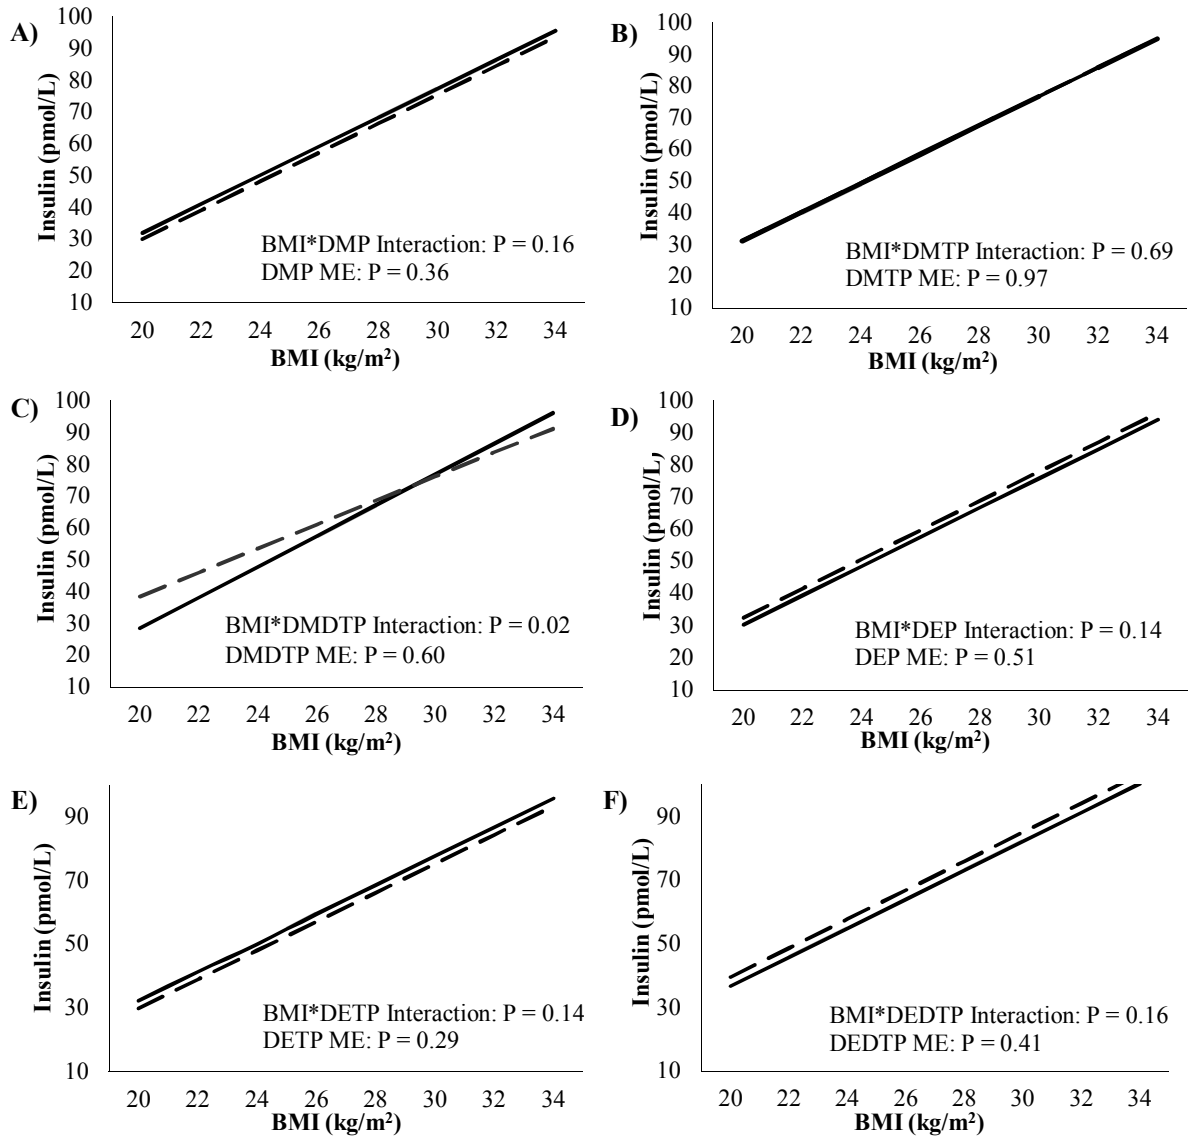 A)
Insulin (pmol/L)
100
90
80
70
60
50
40
30
20
10
BMI*DMP Interaction: P = 0.16
DMP ME: P = 0.36
20 22 24 26 28 30 32 34
BMI (kg/m²)
B)
Insulin (pmol/L)
100
90
80
70
60
50
40
30
20
10
BMI*DMTP Interaction: P = 0.69
DMTP ME: P = 0.97
20 22 24 26 28 30 32 34
BMI (kg/m²)
C)
Insulin (pmol/L)
100
90
80
70
60
50
40
30
20
10
BMI*DMDTP Interaction: P = 0.02
DMDTP ME: P = 0.60
20 22 24 26 28 30 32 34
BMI (kg/m²)
D)
Insulin (pmol/L)
100
90
80
70
60
50
40
30
20
10
BMI*DEP Interaction: P = 0.14
DEP ME: P = 0.51
20 22 24 26 28 30 32 34
BMI (kg/m²)
E)
Insulin (pmol/L)
90
70
50
30
10
BMI*DETP Interaction: P = 0.14
DETP ME: P = 0.29
20 22 24 26 28 30 32 34
BMI (kg/m²)
F)
Insulin (pmol/L)
90
70
50
30
10
BMI*DEDTP Interaction: P = 0.16
DEDTP ME: P = 0.41
20 22 24 26 28 30 32 34
BMI (kg/m²)